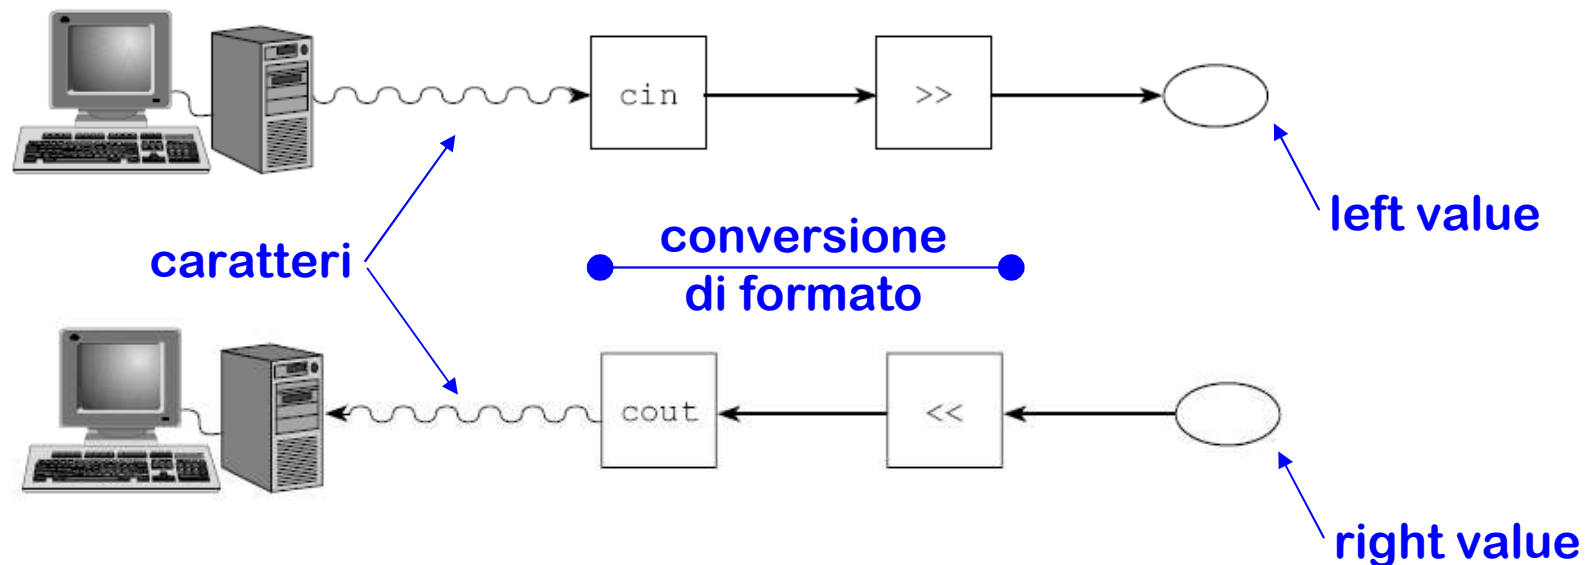 cin
>>
left value
caratteri
conversione
di formato
cout
<<
right value